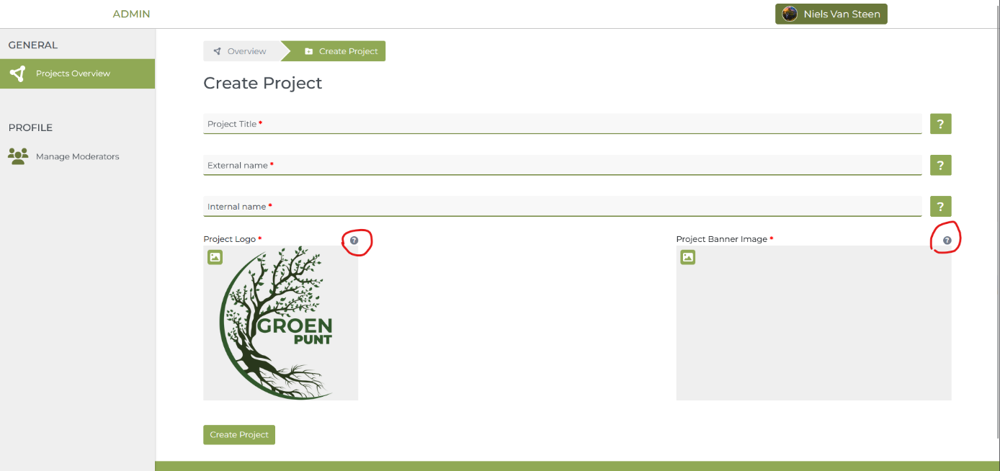 ADMIN
Niels Van Steen
GENERAL
Projects Overview
PROFILE
Manage Moderators
Overview
Create Project
Create Project
Project Title *
?
External name *
?
Internal name *
?
Project Logo *
?
Project Banner Image *
?
GROEN
PUNT
Create Project